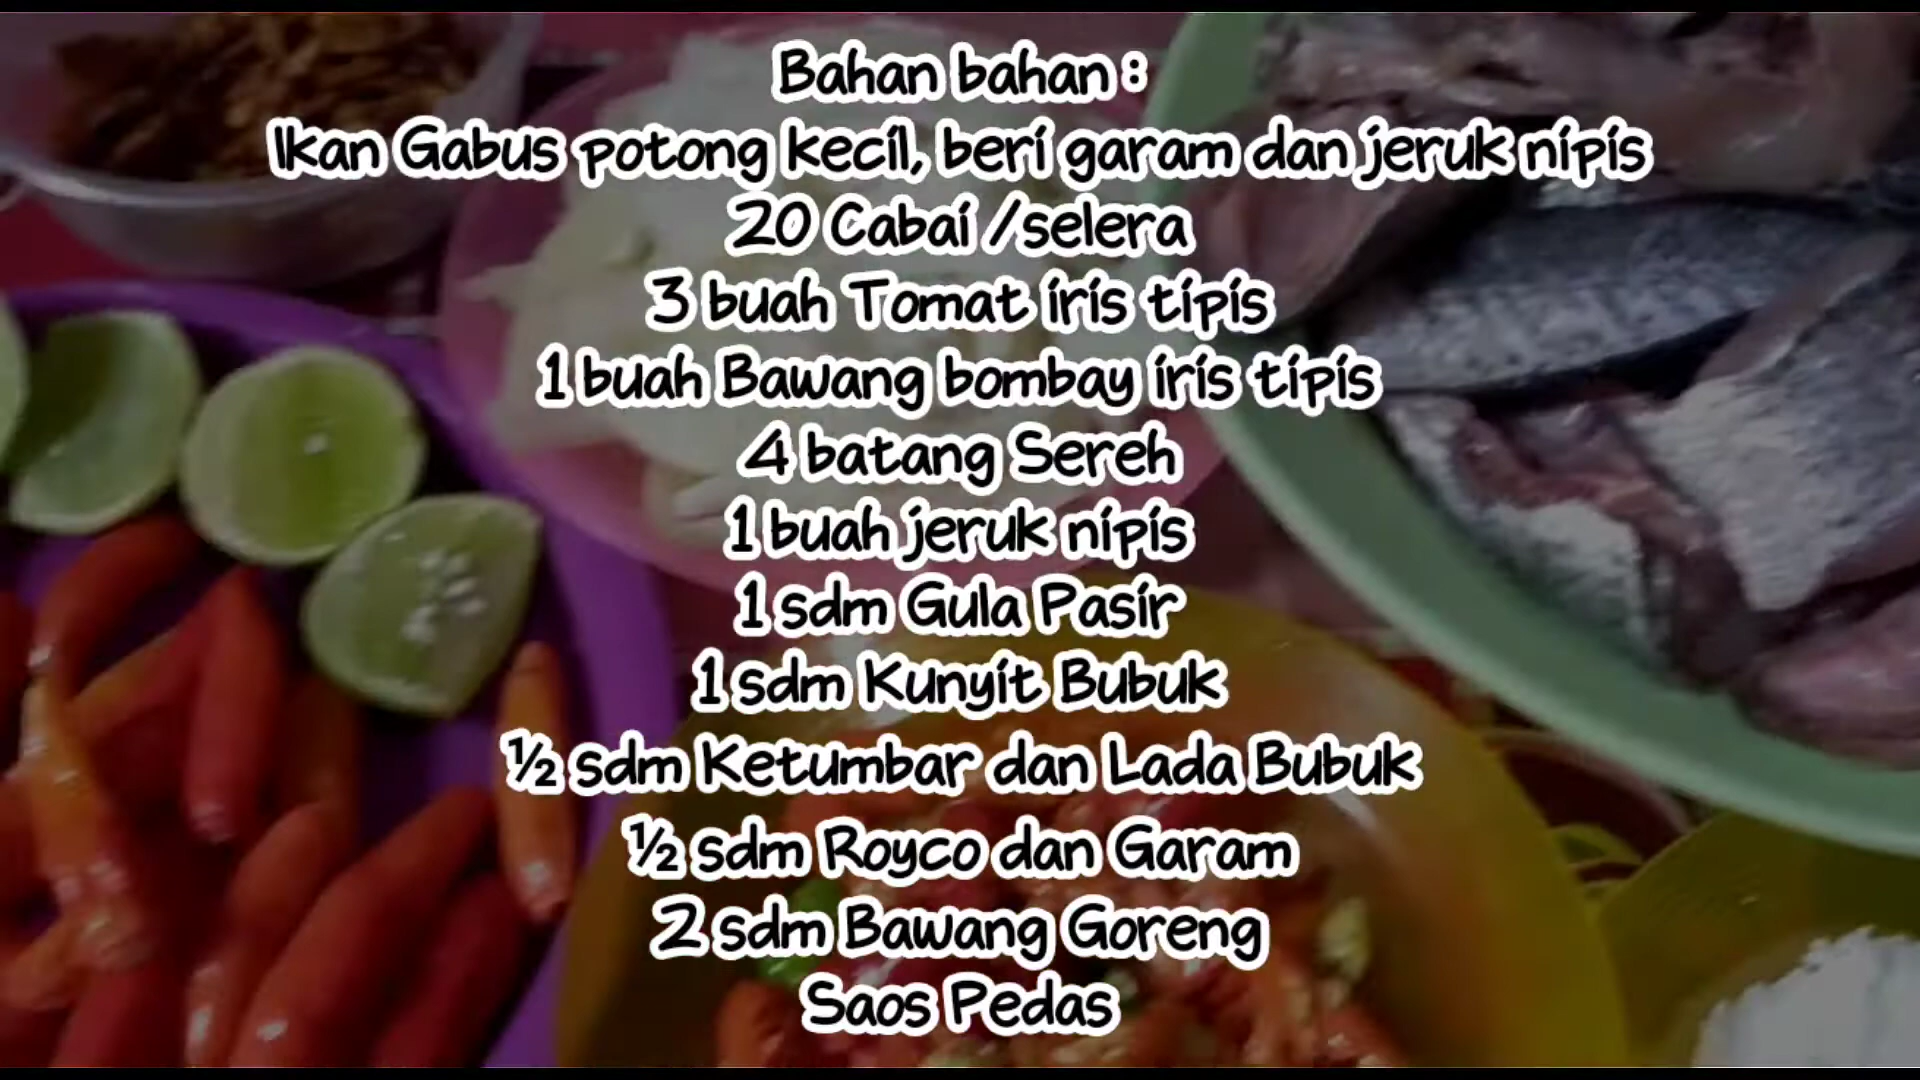 Bahan bahan :
Ikan Gabus potong kecil, beri garam dan jeruk nipis
20 Cabai /selera
3 buah Tomat iris tipis
1 buah Bawang bombay iris tipis
4 batang Sereh
1 buah jeruk nipis
1 sdm Gula Pasir
1 sdm Kunyit Bubuk
½ sdm Ketumbar dan Lada Bubuk
½ sdm Royco dan Garam
2 sdm Bawang Goreng
Saos Pedas